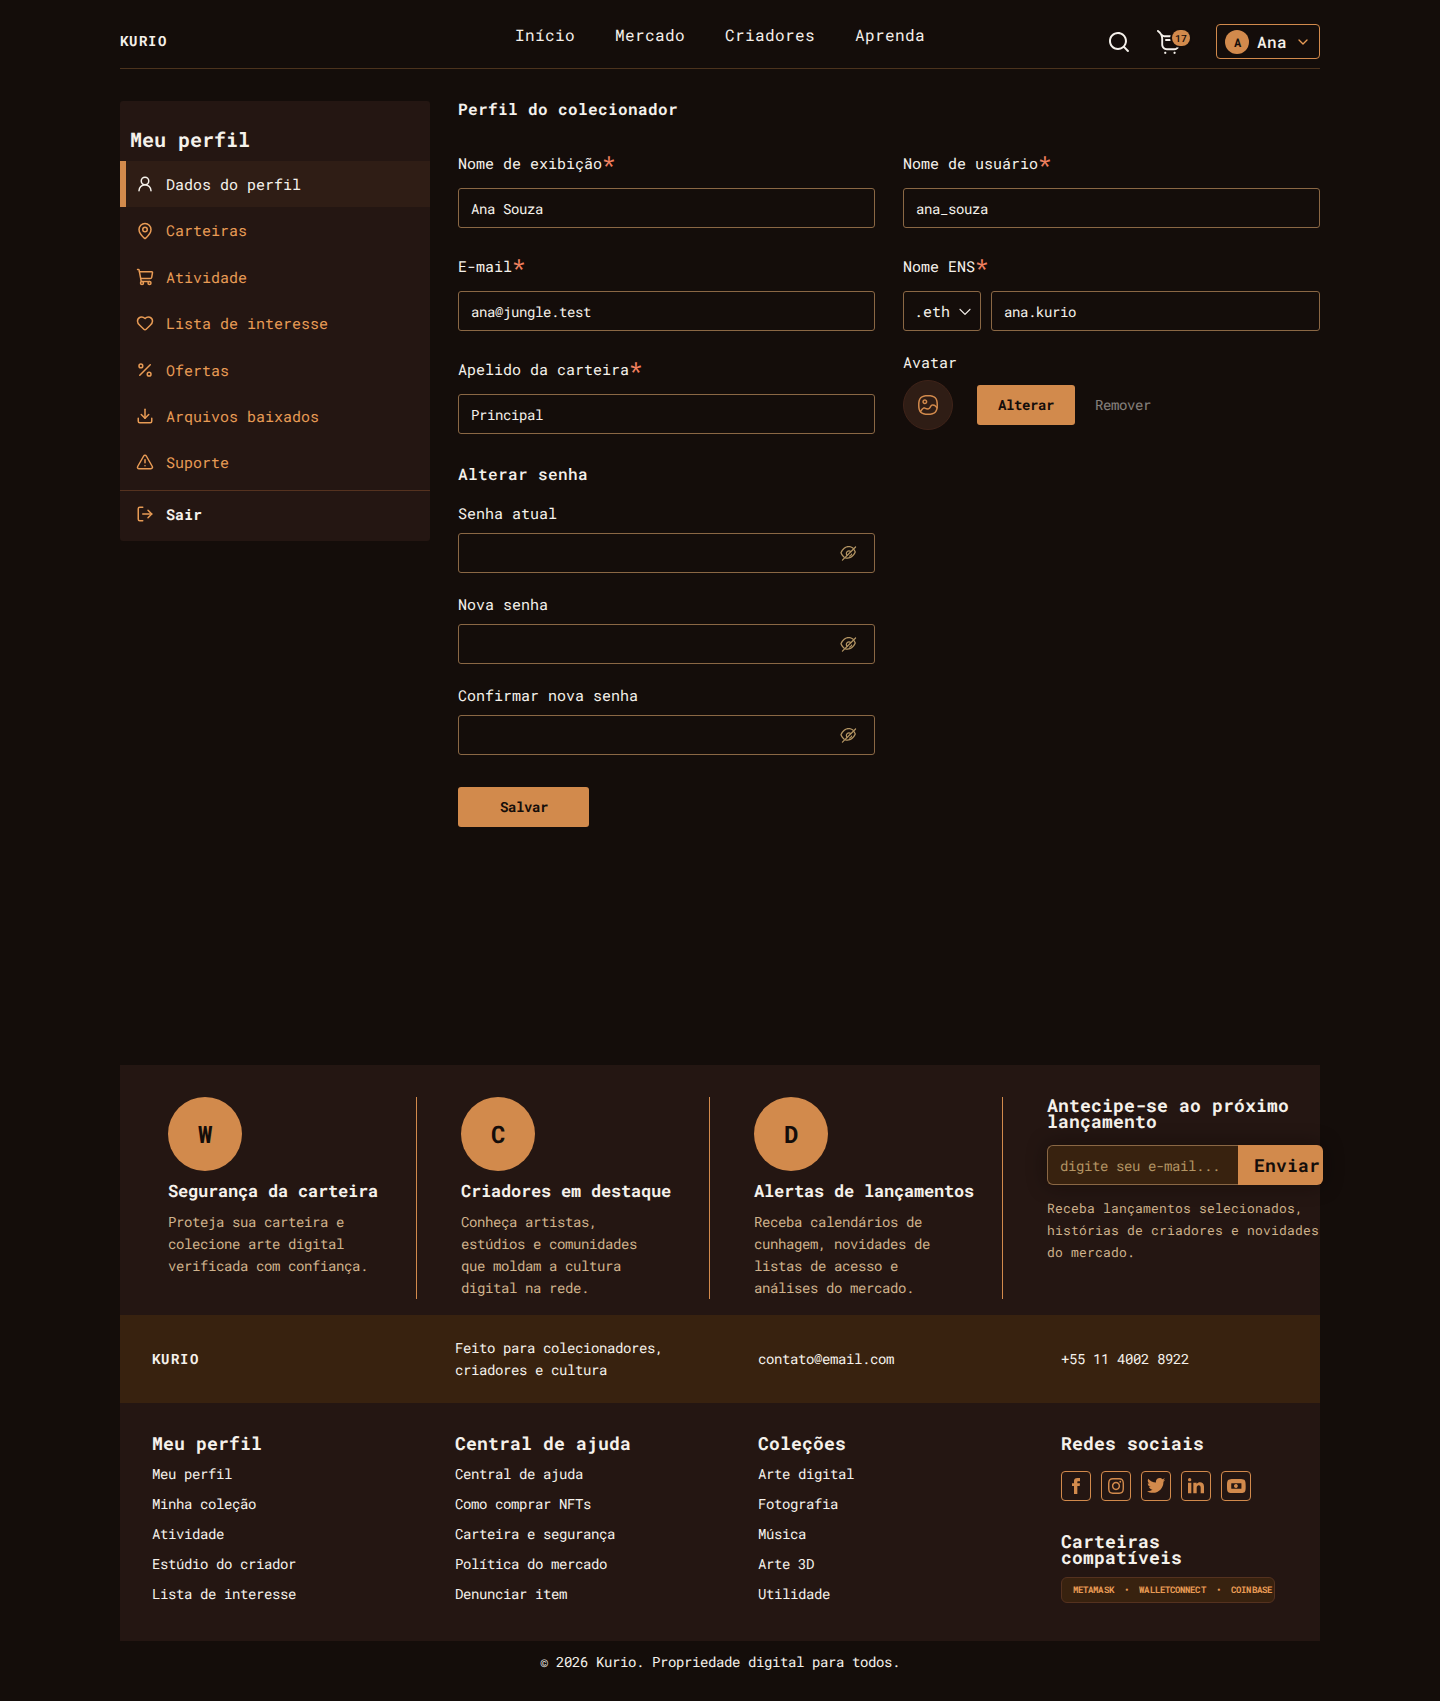 KURIO
Início
Mercado
Criadores
Aprenda
17
A
Ana
Meu perfil
Dados do perfil
Carteiras
Atividade
Lista de interesse
Ofertas
Arquivos baixados
Suporte
Sair
Perfil do colecionador
Nome de exibição*
Ana Souza
Nome de usuário*
ana_souza
E-mail*
ana@jungle.test
Nome ENS*
.eth
ana.kurio
Apelido da carteira*
Principal
Avatar
Alterar
Remover
Alterar senha
Senha atual
Nova senha
Confirmar nova senha
Salvar
W
Segurança da carteira
Proteja sua carteira e
colecione arte digital
verificada com confiança.
C
Criadores em destaque
Conheça artistas,
estúdios e comunidades
que moldam a cultura
digital na rede.
D
Alertas de lançamentos
Receba calendários de
cunhagem, novidades de
listas de acesso e
análises do mercado.
Antecipe-se ao próximo
lançamento
digite seu e-mail...
Enviar
Receba lançamentos selecionados,
histórias de criadores e novidades
do mercado.
KURIO
Feito para colecionadores,
criadores e cultura
contato@email.com
+55 11 4002 8922
Meu perfil
Meu perfil
Minha coleção
Atividade
Estúdio do criador
Lista de interesse
Central de ajuda
Central de ajuda
Como comprar NFTs
Carteira e segurança
Política do mercado
Denunciar item
Coleções
Arte digital
Fotografia
Música
Arte 3D
Utilidade
Redes sociais
Carteiras
compatíveis
METAMASK · WALLETCONNECT · COINBASE
© 2026 Kurio. Propriedade digital para todos.